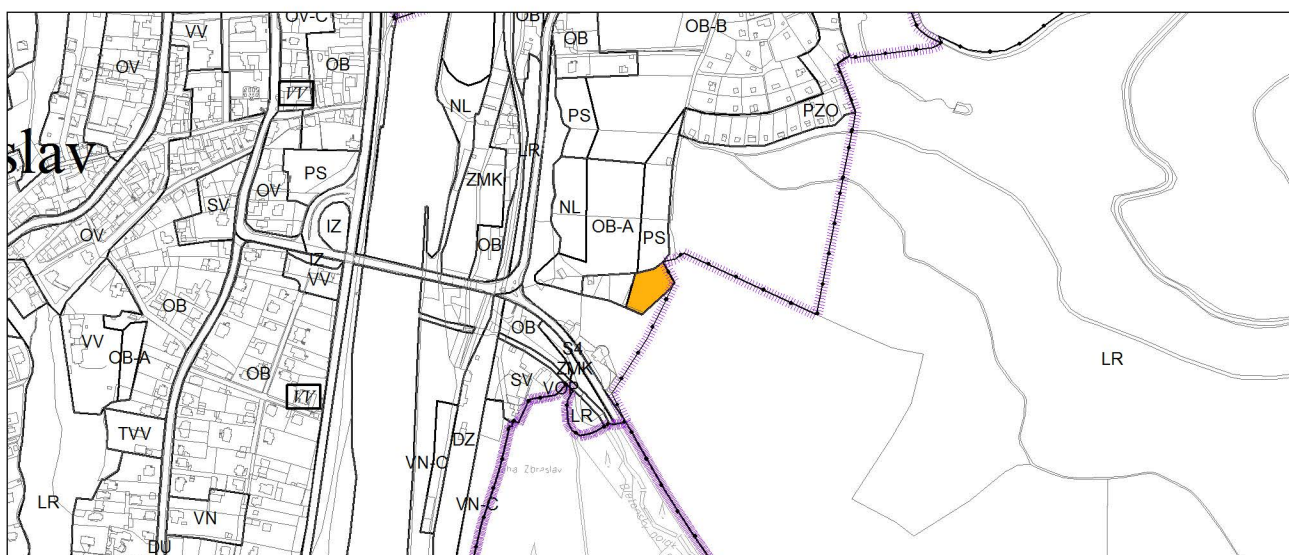 OV-C
OB
VV
OB-B
OB
OV
OB
VV
NL
PS
PZO
slav
LR
PS
ZMK
SV
OV
NL
OB-A
IZ
PS
OV
OB
IZ
VV
OB
OB
S4
VV
OB-A
OB
ZMK
LR
SV
VOP
VV
LR
TVV
DZ
VN-C
LR
VN-C
VN
DU